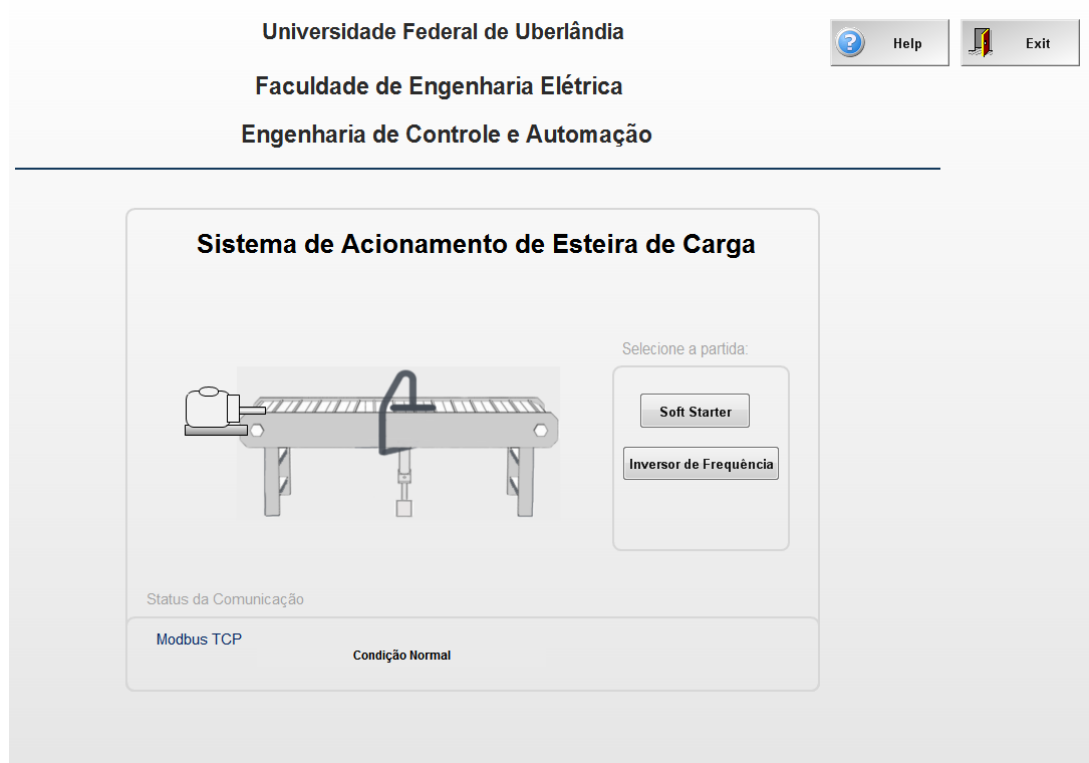 Universidade Federal de Uberlândia
Help
Exit
Faculdade de Engenharia Elétrica
Engenharia de Controle e Automação
Sistema de Acionamento de Esteira de Carga
Selecione a partida:
Soft Starter
Inversor de Frequência
Status da Comunicação
Modbus TCP
Condição Normal